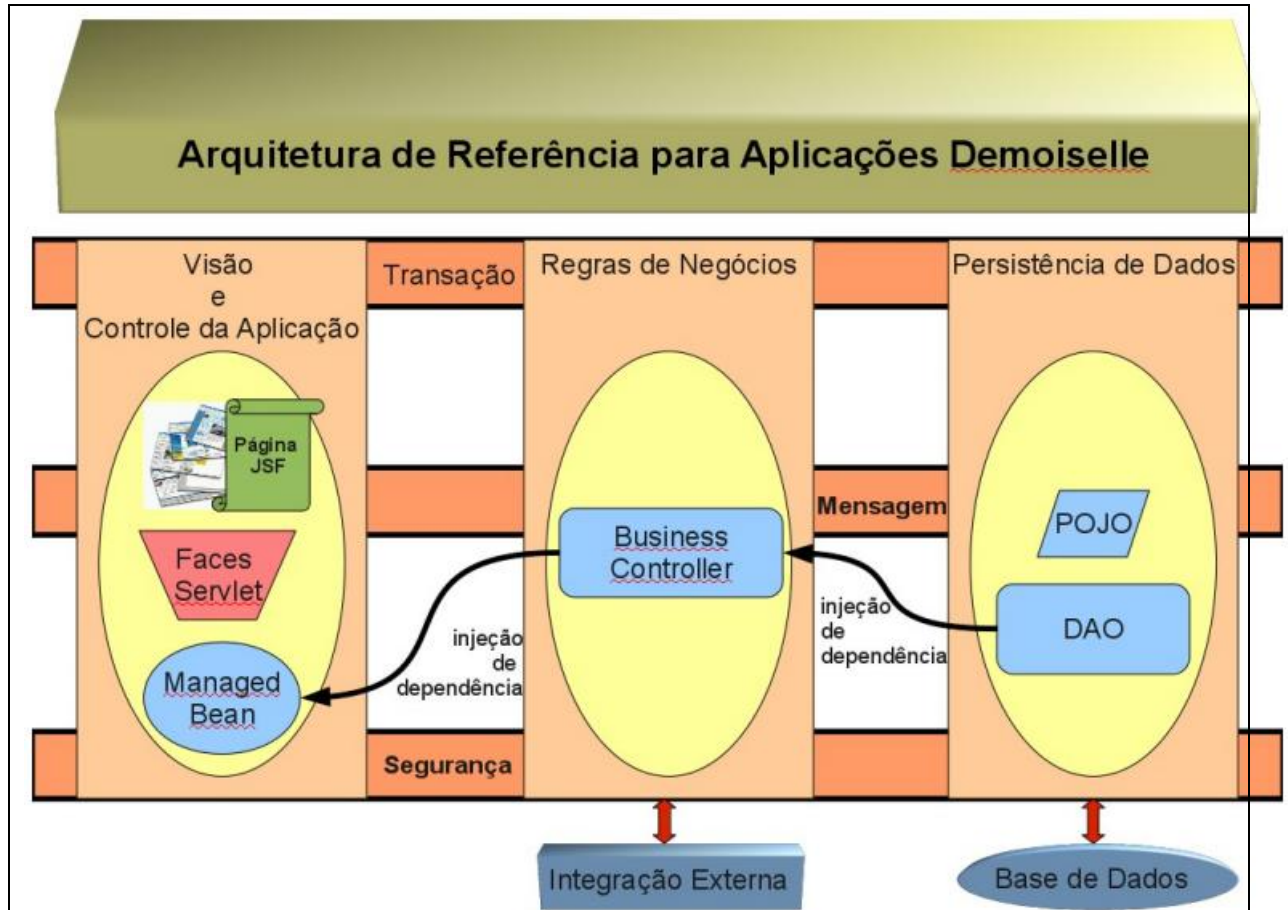 Arquitetura de Referência para Aplicações Demoiselle
Visão
e
Controle da Aplicação
Transação
Regras de Negócios
Persistência de Dados
Página
JSF
Faces
Servlet
Managed
Bean
injeção
de
dependência
Segurança
Business
Controller
Mensagem
injeção
de
dependência
POJO
DAO
Integração Externa
Base de Dados